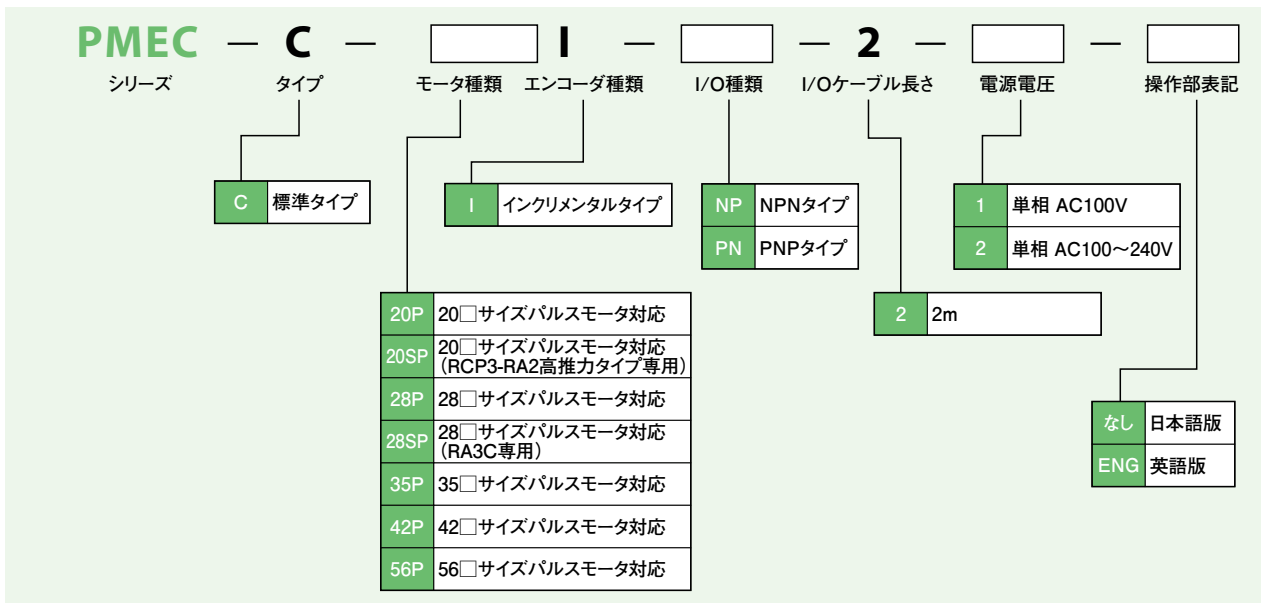 PMEC － C － □ I － □ － 2 － □ － □
シリーズ タイプ モータ種類 エンコーダ種類 I/O種類 I/Oケーブル長さ 電源電圧 操作部表記
C 標準タイプ
I インクリメンタルタイプ
NP NPNタイプ
PN PNPタイプ
1 単相 AC100V
2 単相 AC100～240V
20P 20□サイズパルスモータ対応
20SP 20□サイズパルスモータ対応
（RCP3-RA2高推力タイプ専用）
28P 28□サイズパルスモータ対応
28SP 28□サイズパルスモータ対応
（RA3C専用）
35P 35□サイズパルスモータ対応
42P 42□サイズパルスモータ対応
56P 56□サイズパルスモータ対応
2 2m
なし 日本語版
ENG 英語版